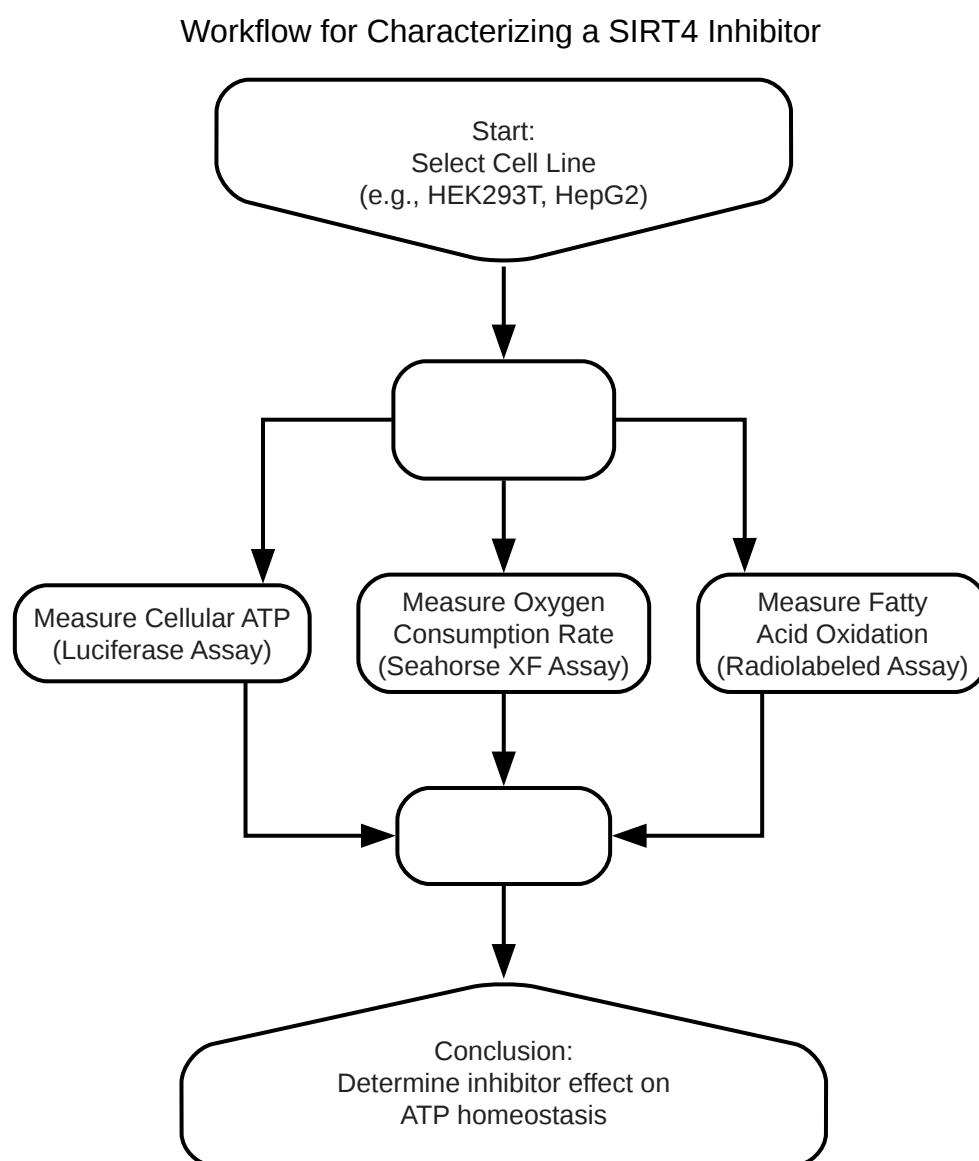 Workflow for Characterizing a SIRT4 Inhibitor
Start:
Select Cell Line
(e.g., HEK293T, HepG2)
Measure Cellular ATP
(Luciferase Assay)
Measure Oxygen
Consumption Rate
(Seahorse XF Assay)
Measure Fatty
Acid Oxidation
(Radiolabeled Assay)
Conclusion:
Determine inhibitor effect on
ATP homeostasis